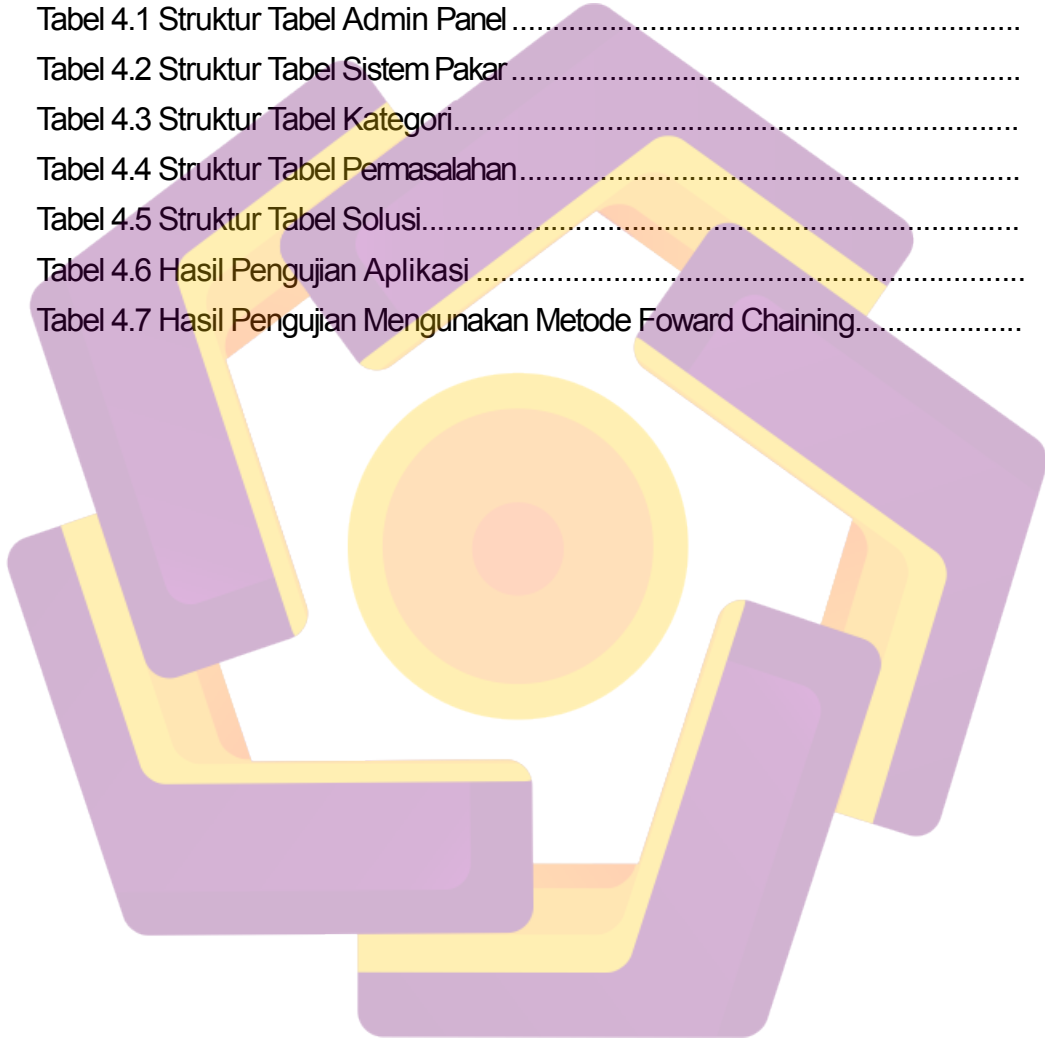 Tabel 4.1 Struktur Tabel Admin Panel ..............................................................
Tabel 4.2 Struktur Tabel Sistem Pakar ..............................................................
Tabel 4.3 Struktur Tabel Kategori.....................................................................
Tabel 4.4 Struktur Tabel Permasalahan .............................................................
Tabel 4.5 Struktur Tabel Solusi.........................................................................
Tabel 4.6 Hasil Pengujian Aplikasi ...................................................................
Tabel 4.7 Hasil Pengujian Mengunakan Metode Foward Chaining....................